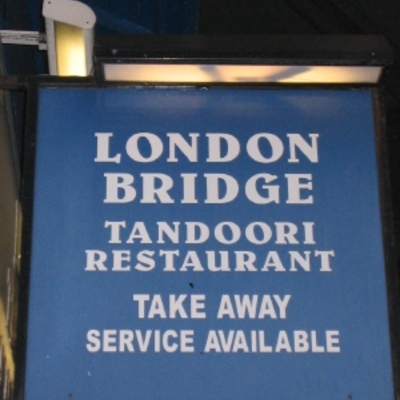 LONDON
BRIDGE
TANDOORI
RESTAURANT
TAKE AWAY
SERVICE AVAILABLE